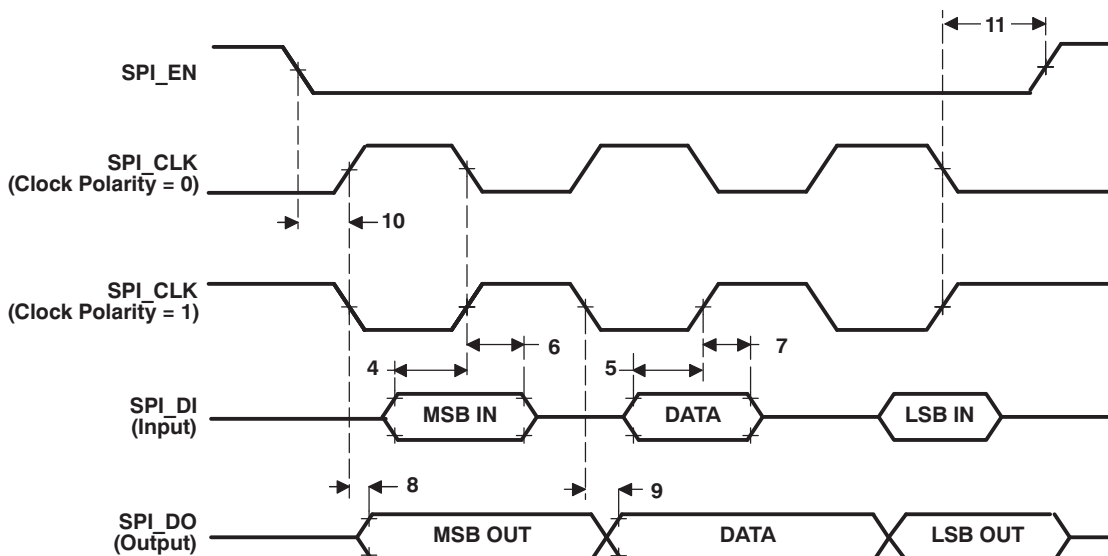 11
SPI_EN
SPI_CLK
(Clock Polarity = 0)
10
SPI_CLK
(Clock Polarity = 1)
4
6
5
7
SPI_DI
(Input)
MSB IN
DATA
LSB IN
8
9
SPI_DO
(Output)
MSB OUT
DATA
LSB OUT